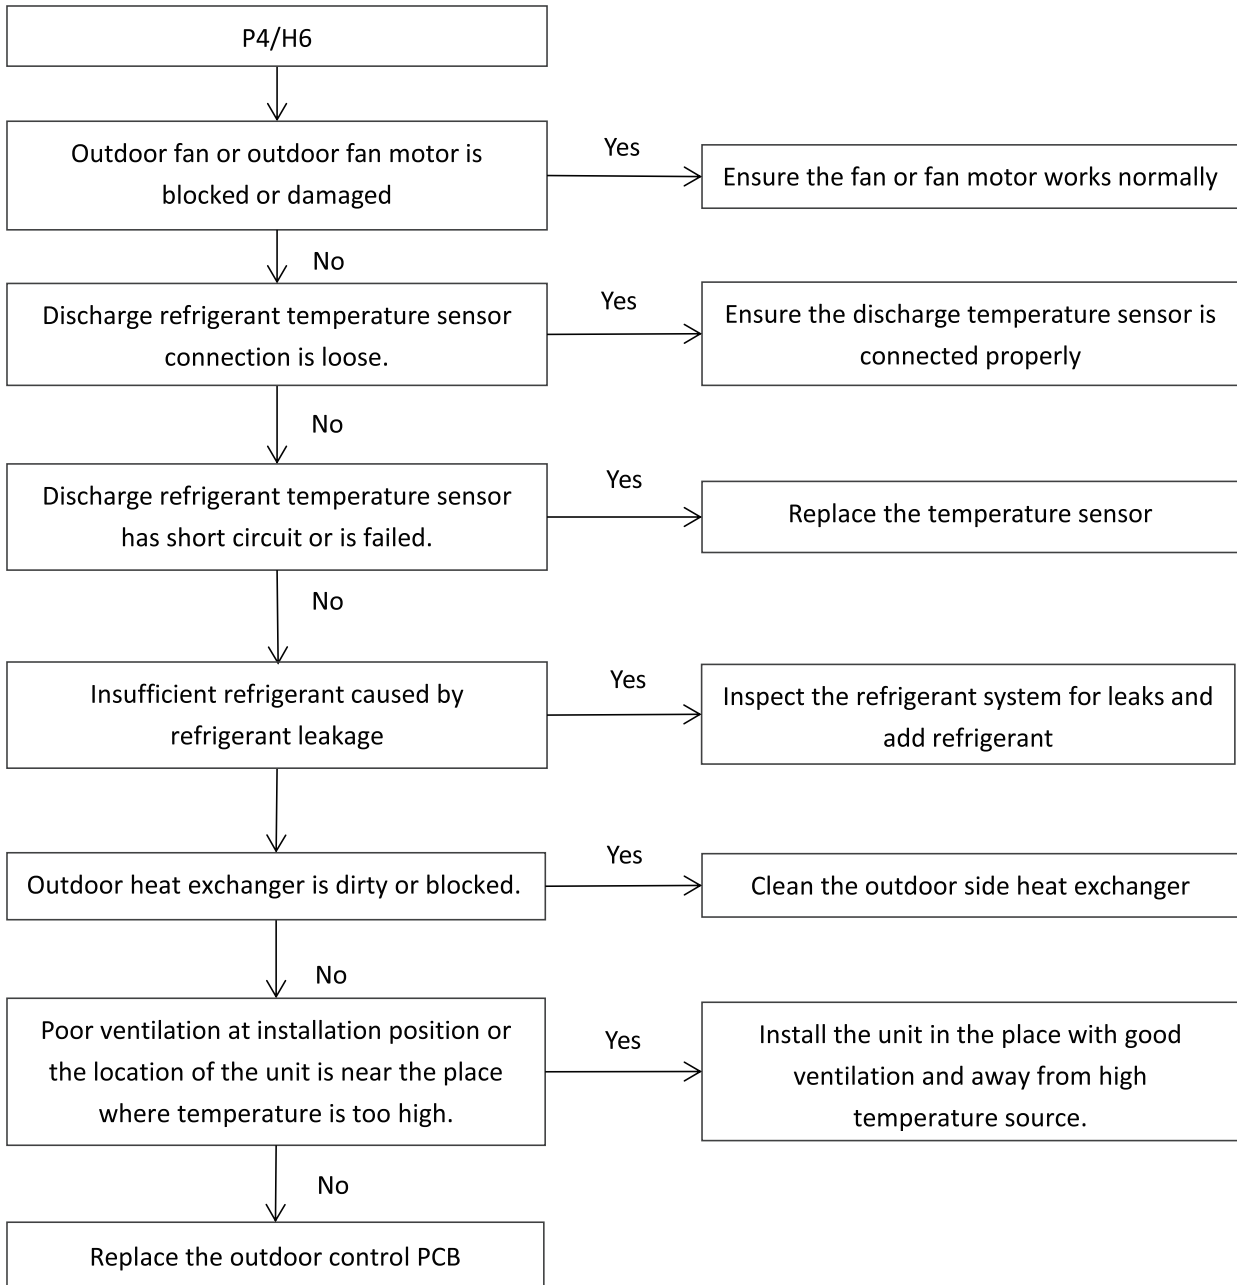 P4/H6
Outdoor fan or outdoor fan motor is
blocked or damaged
Yes
Ensure the fan or fan motor works normally
No
Discharge refrigerant temperature sensor
connection is loose.
Yes
Ensure the discharge temperature sensor is
connected properly
No
Discharge refrigerant temperature sensor
has short circuit or is failed.
Yes
Replace the temperature sensor
No
Insufficient refrigerant caused by
refrigerant leakage
Yes
Inspect the refrigerant system for leaks and
add refrigerant
Outdoor heat exchanger is dirty or blocked.
Yes
Clean the outdoor side heat exchanger
No
Poor ventilation at installation position or
the location of the unit is near the place
where temperature is too high.
Yes
Install the unit in the place with good
ventilation and away from high
temperature source.
No
Replace the outdoor control PCB